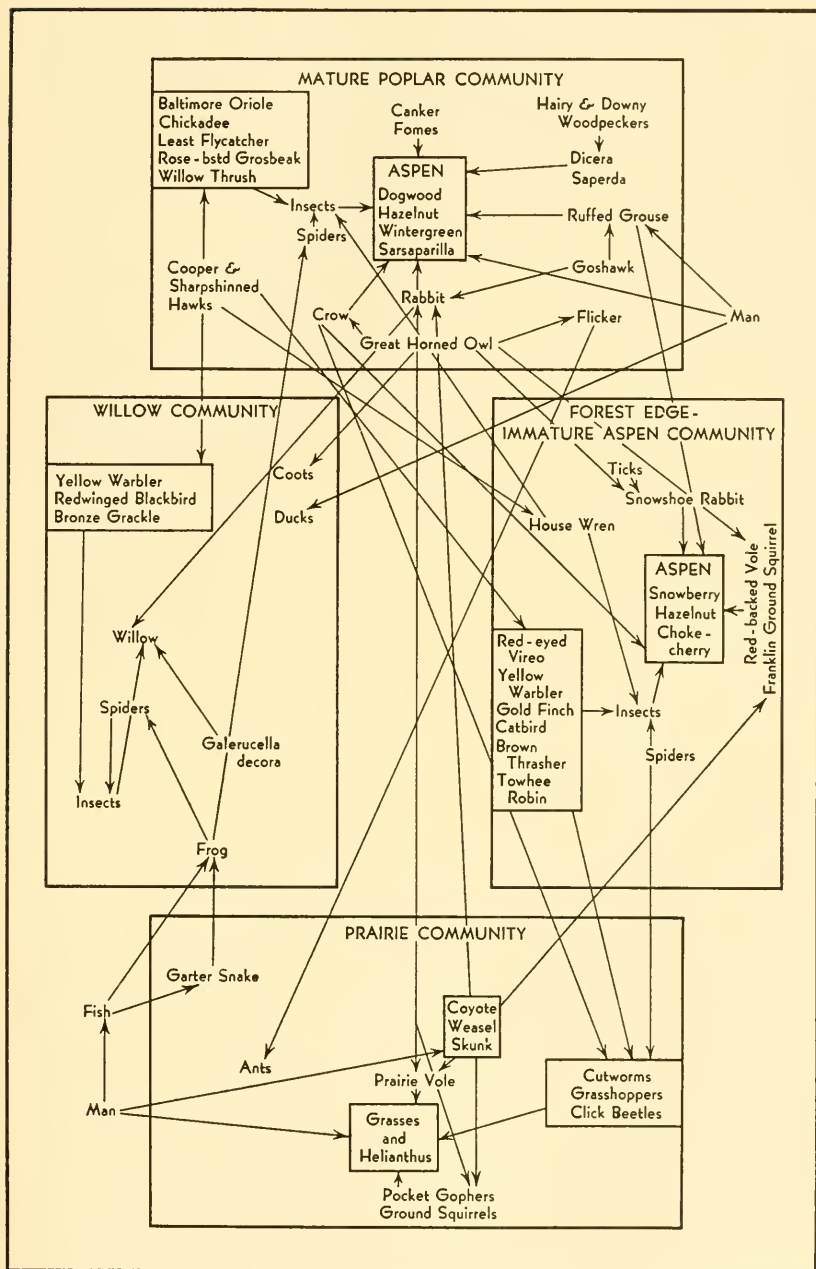 MATURE POPLAR COMMUNITY
Baltimore Oriole
Chickadee
Least Flycatcher
Rose-bstd Grosbeak
Willow Thrush
Canker
Fomes
Hairy & Downy
Woodpeckers
ASPEN
Dogwood
Hazelnut
Wintergreen
Sarsaparilla
Dicera
Saperda
Insects
Spiders
Ruffed Grouse
Cooper &
Sharpshinned
Hawks
Goshawk
Rabbit
Crow
Great Horned Owl
Flicker
Man
WILLOW COMMUNITY
Coots
Ducks
Yellow Warbler
Redwinged Blackbird
Bronze Grackle
Willow
Spiders
Galerucella
decora
Insects
Frog
FOREST EDGE-
IMMATURE ASPEN COMMUNITY
Ticks
Snowshoe Rabbit
House Wren
ASPEN
Snowberry
Hazelnut
Choke-
cherry
Red-backed Vole
Franklin Ground Squirrel
Red-eyed
Vireo
Yellow
Warbler
Gold Finch
Catbird
Brown
Thrasher
Towhee
Robin
Insects
Spiders
PRAIRIE COMMUNITY
Garter Snake
Fish
Man
Ants
Coyote
Weasel
Skunk
Prairie Vole
Grasses
and
Helianthus
Cutworms
Grasshoppers
Click Beetles
Pocket Gophers
Ground Squirrels